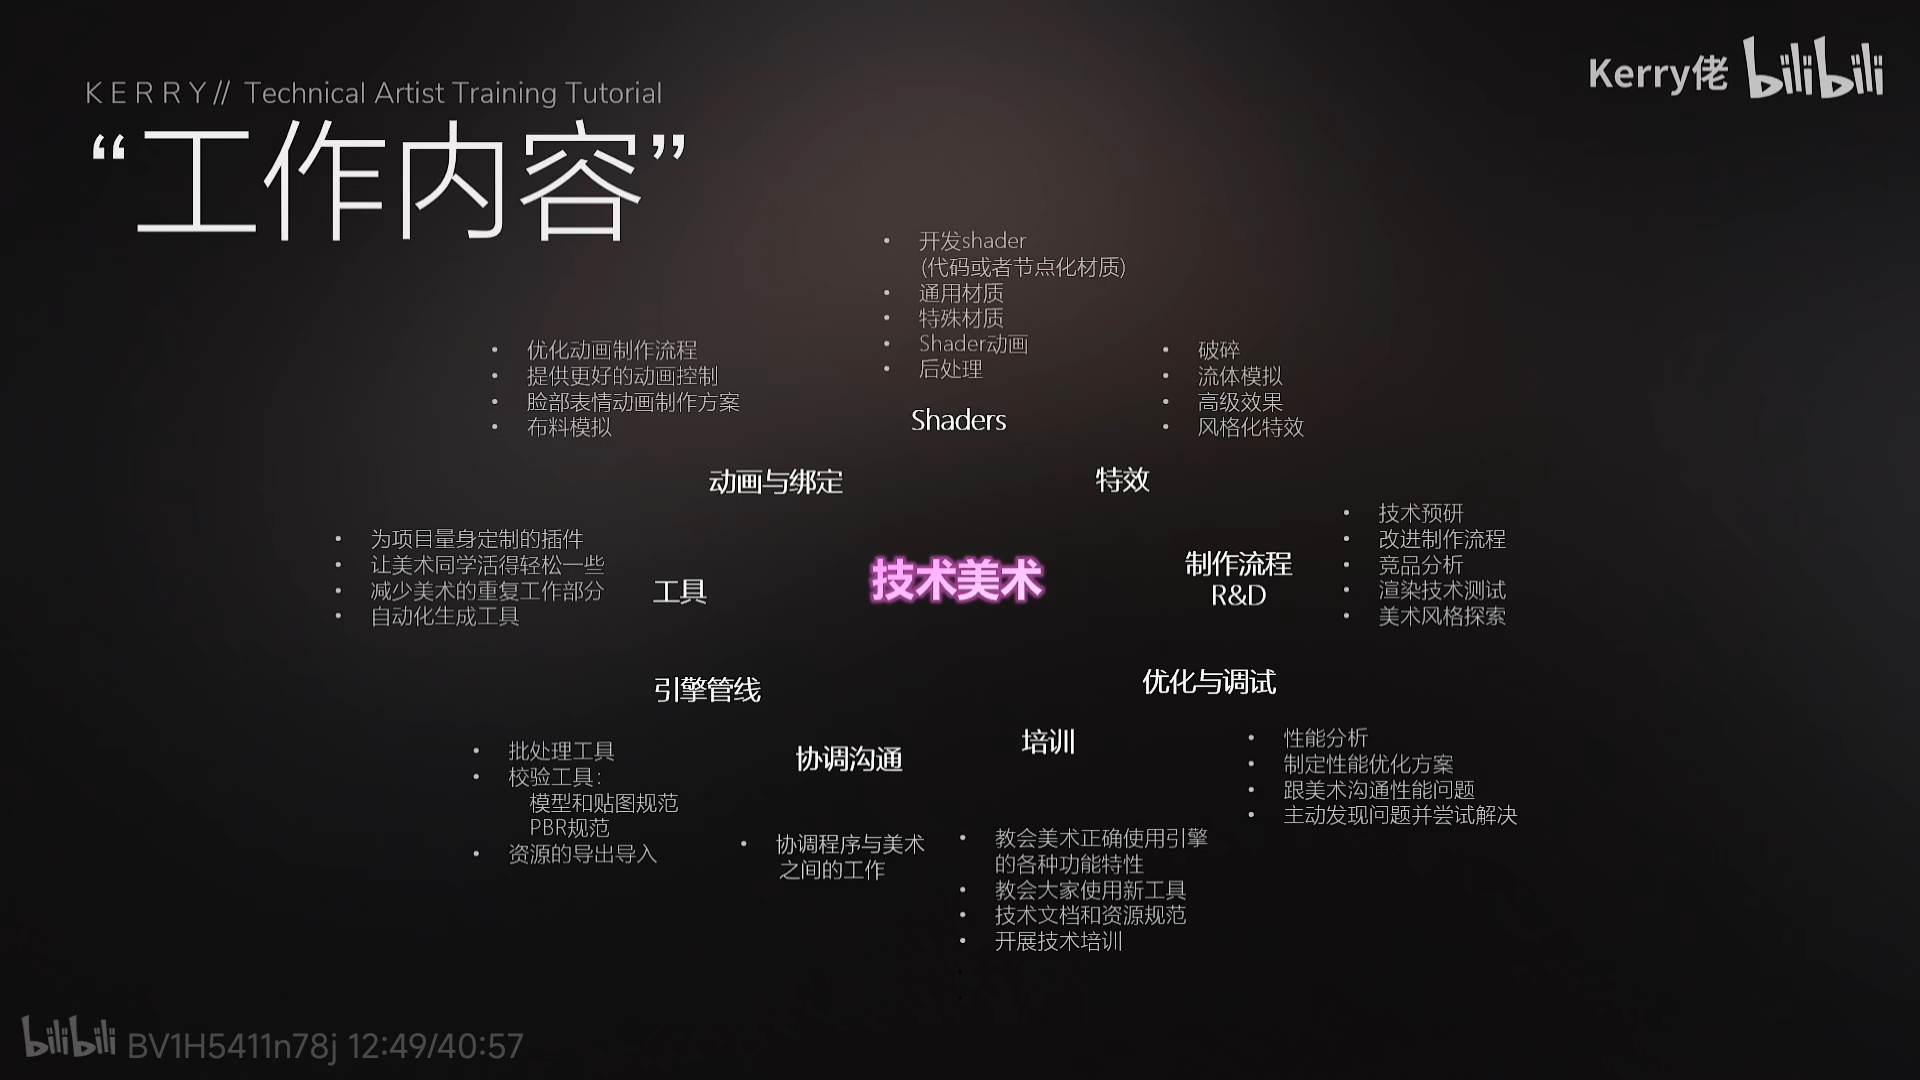 KERRY// Technical Artist Training Tutorial
“工作内容”
Kerry佬 bilibili
• 开发shader
(代码或者节点化材质)
• 通用材质
• 特殊材质
• Shader动画
• 后处理
Shaders
• 优化动画制作流程
• 提供更好的动画控制
• 脸部表情动画制作方案
• 布料模拟
动画与绑定
• 破碎
• 流体模拟
• 高级效果
• 风格化特效
特效
• 为项目量身定制的插件
• 让美术同学活得轻松一些
• 减少美术的重复工作部分
• 自动化生成工具
工具
技术美术
制作流程
R&D
• 技术预研
• 改进制作流程
• 竞品分析
• 渲染技术测试
• 美术风格探索
引擎管线
• 批处理工具
• 校验工具：
模型和贴图规范
PBR规范
• 资源的导出导入
协调沟通
• 协调程序与美术
之间的工作
培训
• 教会美术正确使用引擎
的各种功能特性
• 教会大家使用新工具
• 技术文档和资源规范
• 开展技术培训
优化与调试
• 性能分析
• 制定性能优化方案
• 跟美术沟通性能问题
• 主动发现问题并尝试解决
bilibili BV1H5411n78j 12:49/40:57